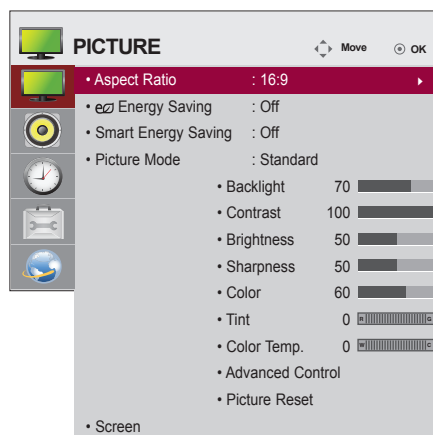 PICTURE Move OK
• Aspect Ratio : 16:9
• Energy Saving : Off
• Smart Energy Saving : Off
• Picture Mode : Standard
• Backlight 70
• Contrast 100
• Brightness 50
• Sharpness 50
• Color 60
• Tint 0 R G
• Color Temp. 0 W C
• Advanced Control
• Picture Reset
• Screen